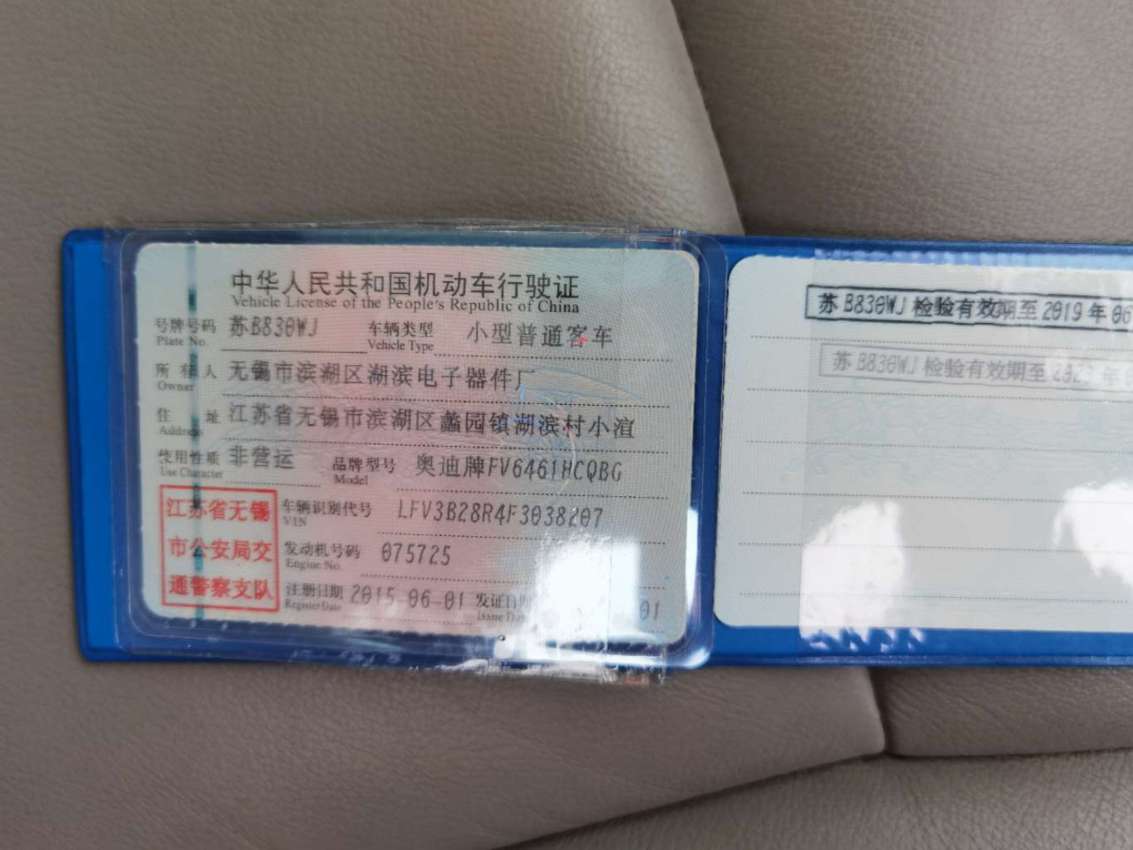 中华人民共和国机动车行驶证
Vehicle License of the People's Republic of China
号牌号码 苏B830WJ 车辆类型 小型普通客车
Plate No. Vehicle Type
所有人 无锡市滨湖区湖滨电子器件厂
Owner
住址 江苏省无锡市滨湖区蠡园镇湖滨村小渲
Address
使用性质 非营运 品牌型号 奥迪牌FV6461HCQBG
Use Character Model
江苏省无锡
市公安局交
通警察支队
车辆识别代号 LFV3B28R4F3038207
VIN
发动机号码 075725
Engine No.
注册日期 2015-06-01 发证日 01
Register Date Issue
苏B830WJ 检验有效期至2019年06
苏B830WJ 检验有效期至 年